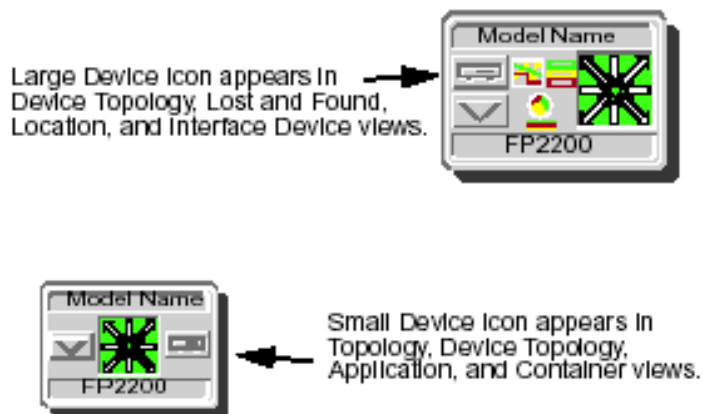 Model Name
Large Device Icon appears in
Device Topology, Lost and Found,
Location, and Interface Device views.
FP2200
Model Name
Small Device Icon appears in
Topology, Device Topology,
Application, and Container views.
FP2200